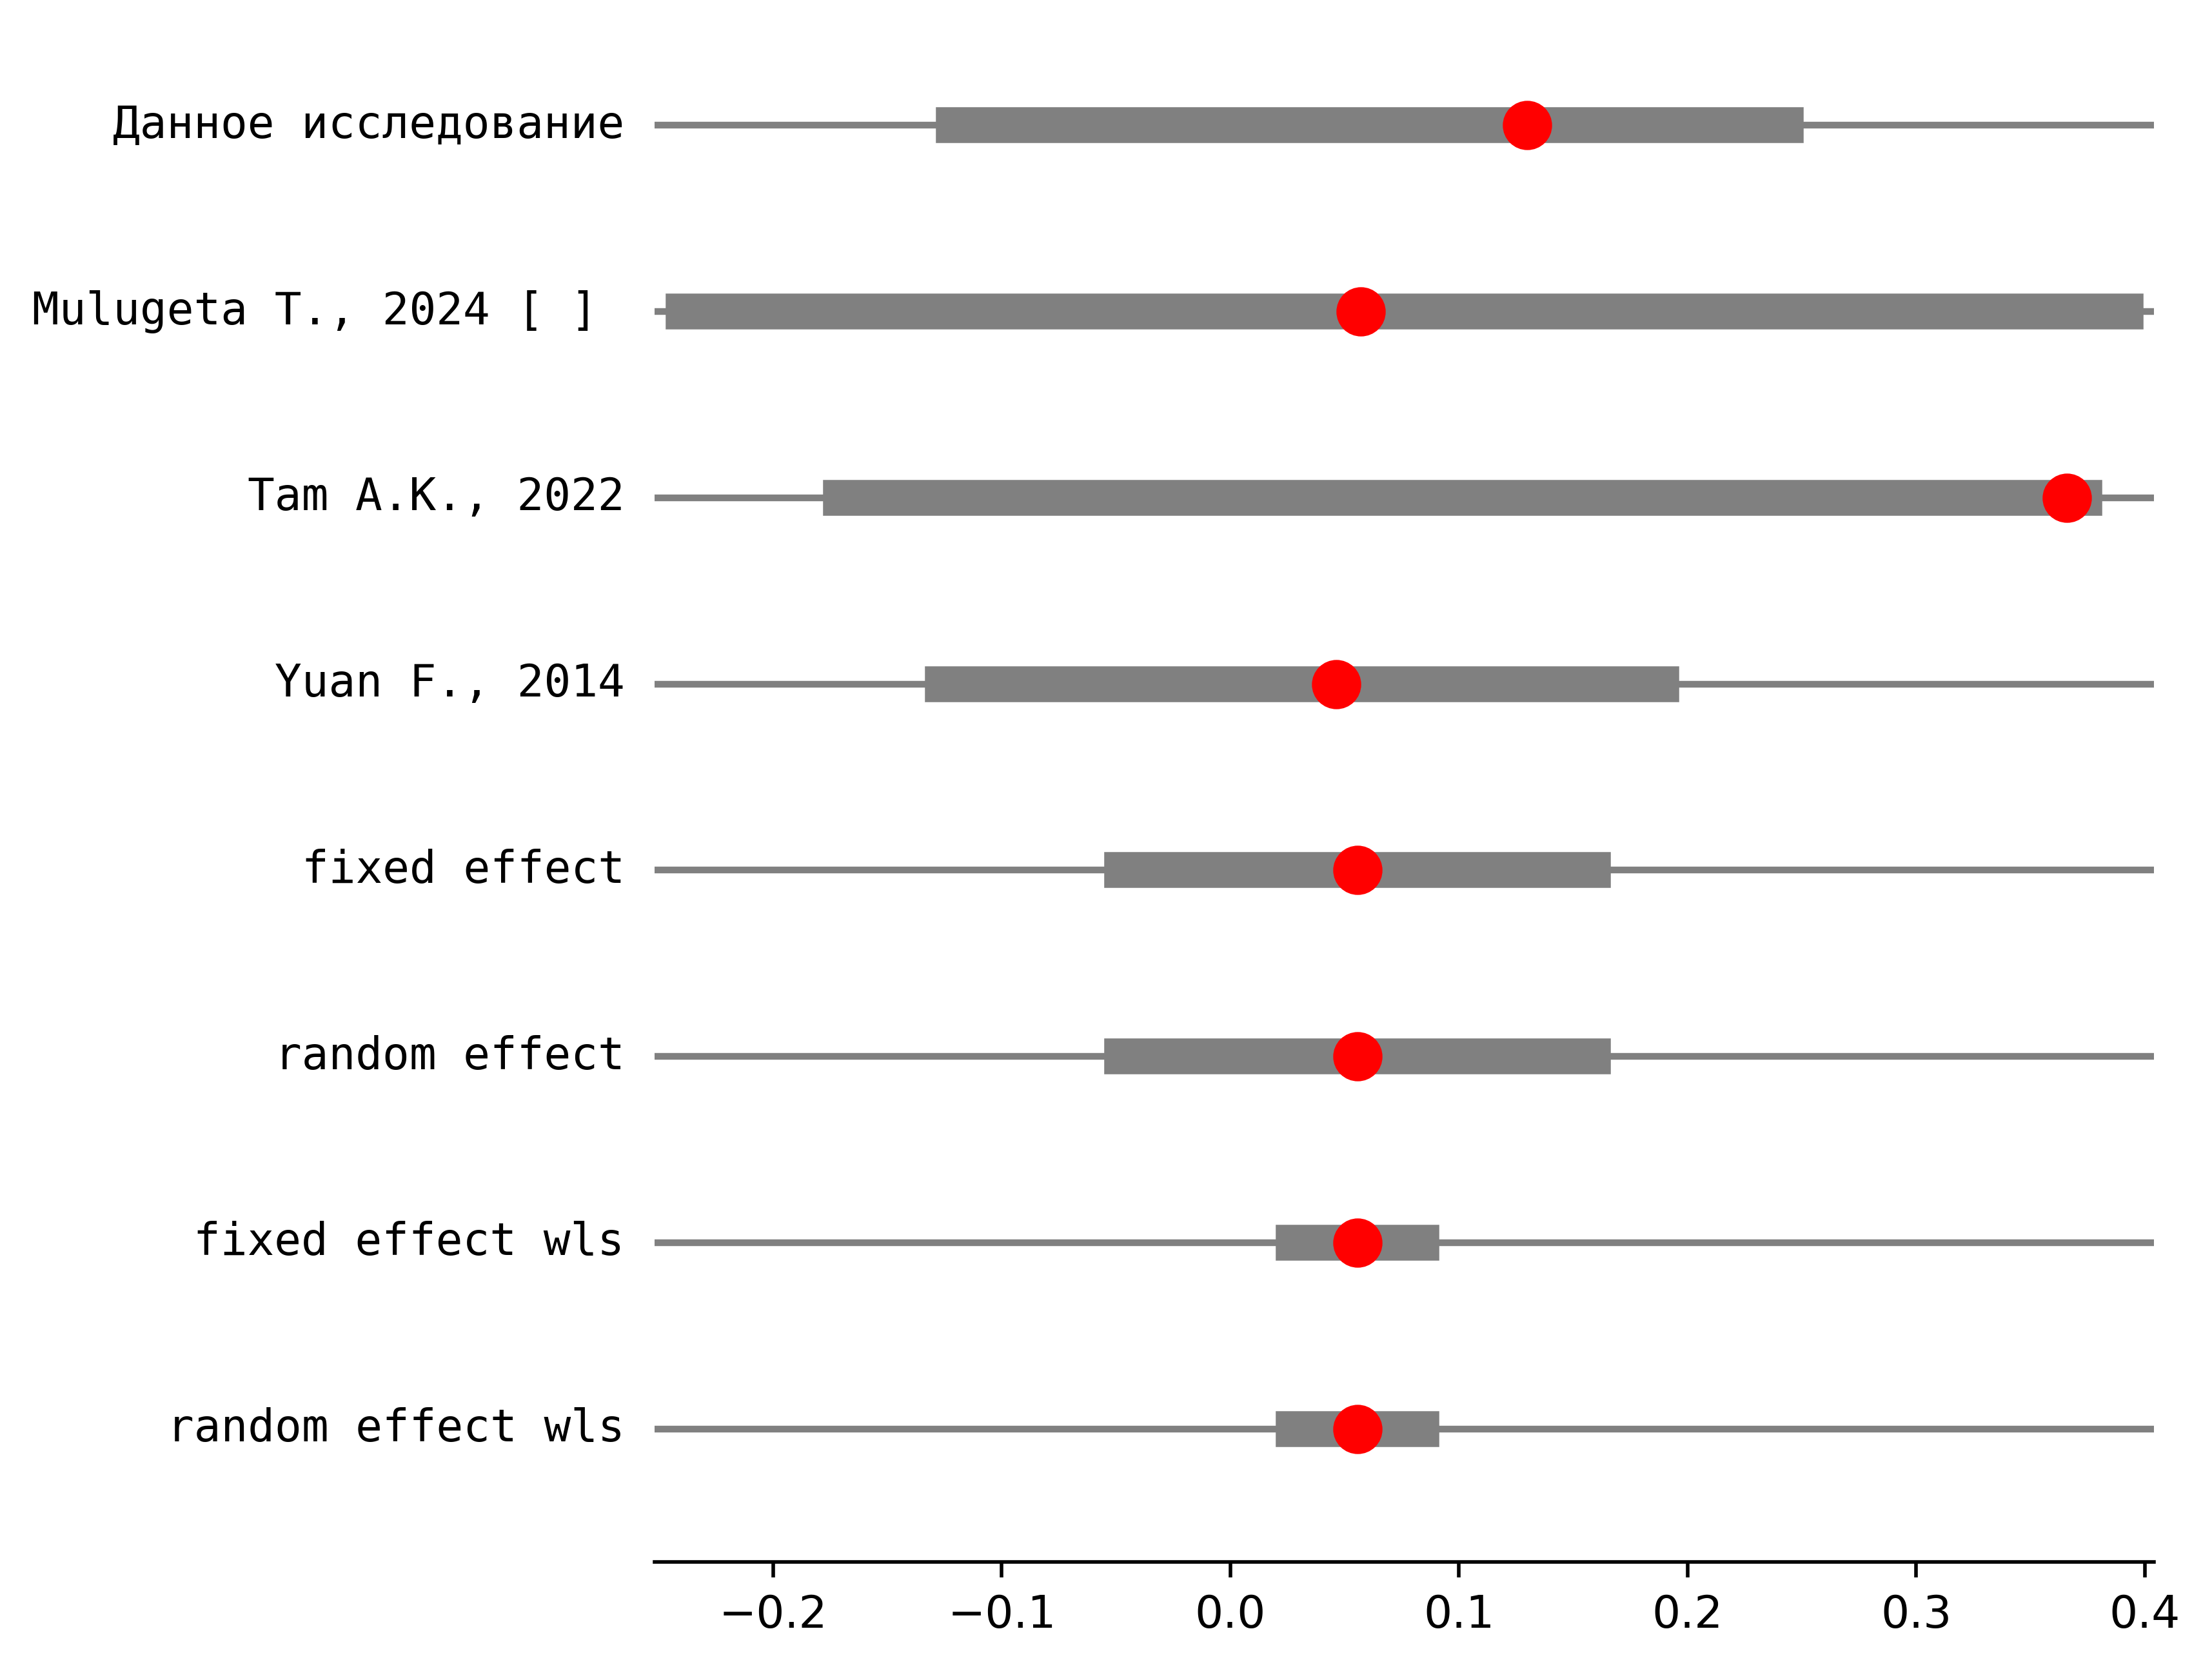 Данное исследование
Mulugeta T., 2024 [ ]
Tam A.K., 2022
Yuan F., 2014
fixed effect
random effect
fixed effect wls
random effect wls
−0.2 −0.1 0.0 0.1 0.2 0.3 0.4